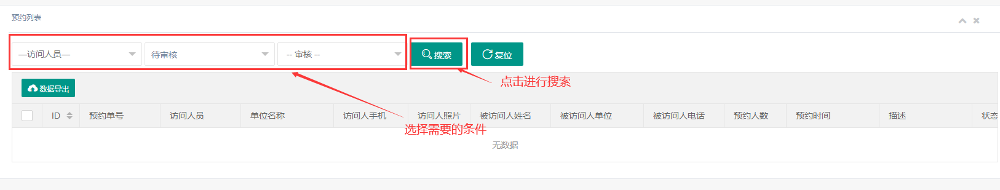 预约列表
—访问人员— 待审核 -- 审核 -- 搜索 复位
点击进行搜索
数据导出
ID 预约单号 访问人员 单位名称 访问人手机 访问人照片 被访问人姓名 被访问人单位 被访问人电话 预约人数 预约时间 描述 状态
选择需要的条件
无数据